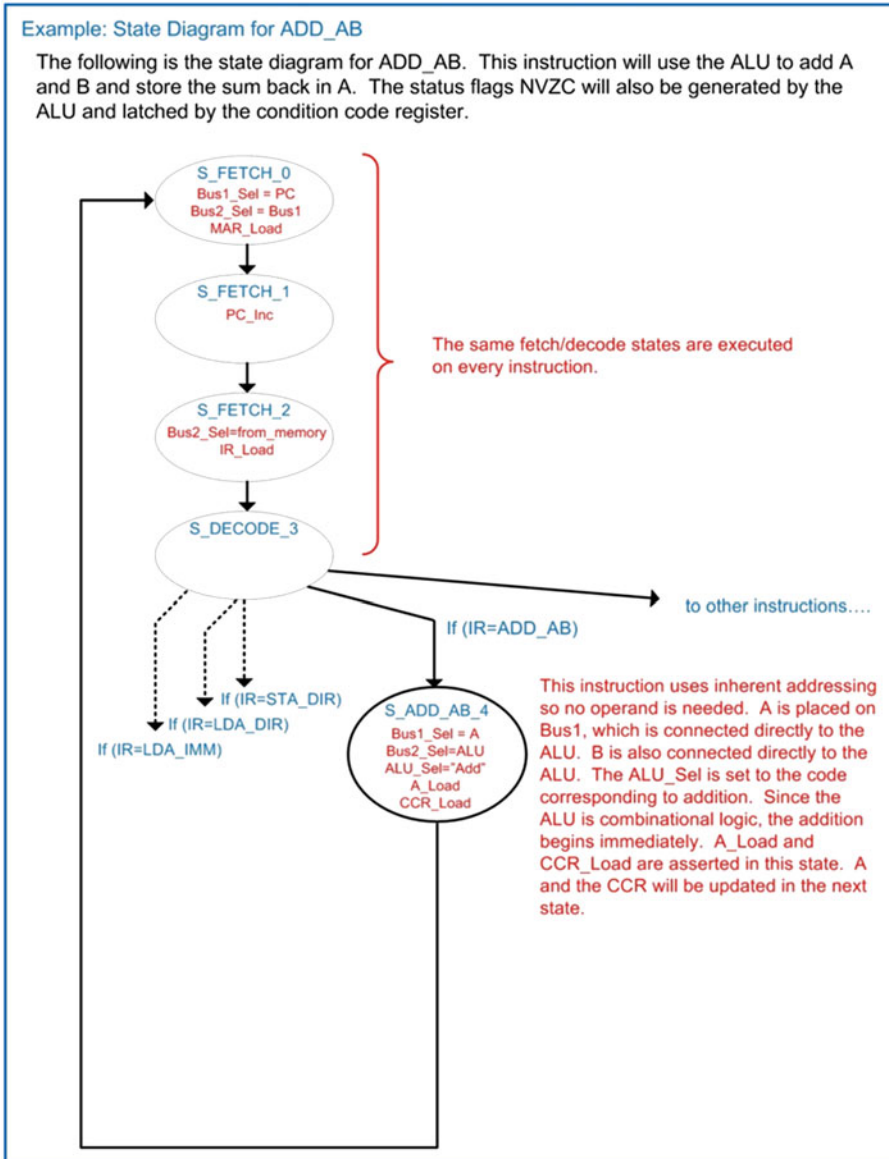 Example: State Diagram for ADD_AB
The following is the state diagram for ADD_AB. This instruction will use the ALU to add A
and B and store the sum back in A. The status flags NVZC will also be generated by the
ALU and latched by the condition code register.
S_FETCH_0
Bus1_Sel = PC
Bus2_Sel = Bus1
MAR_Load
S_FETCH_1
PC_Inc
The same fetch/decode states are executed
on every instruction.
S_FETCH_2
Bus2_Sel=from_memory
IR_Load
S_DECODE_3
to other instructions....
If (IR=ADD_AB)
If (IR=STA_DIR)
If (IR=LDA_DIR)
If (IR=LDA_IMM)
S_ADD_AB_4
Bus1_Sel = A
Bus2_Sel=ALU
ALU_Sel="Add"
A_Load
CCR_Load
This instruction uses inherent addressing
so no operand is needed. A is placed on
Bus1, which is connected directly to the
ALU. B is also connected directly to the
ALU. The ALU_Sel is set to the code
corresponding to addition. Since the
ALU is combinational logic, the addition
begins immediately. A_Load and
CCR_Load are asserted in this state. A
and the CCR will be updated in the next
state.